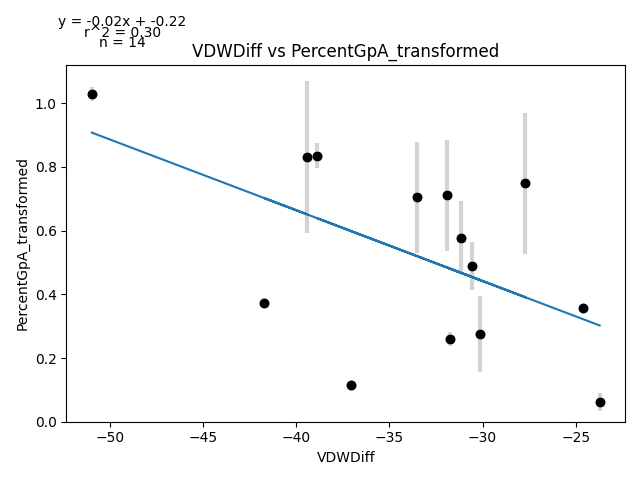 y = -0.02x + -0.22
r^2 = 0.30
n = 14
VDWDiff vs PercentGpA_transformed
PercentGpA_transformed
1.0
0.8
0.6
0.4
0.2
0.0
−50
−45
−40
−35
−30
−25
VDWDiff